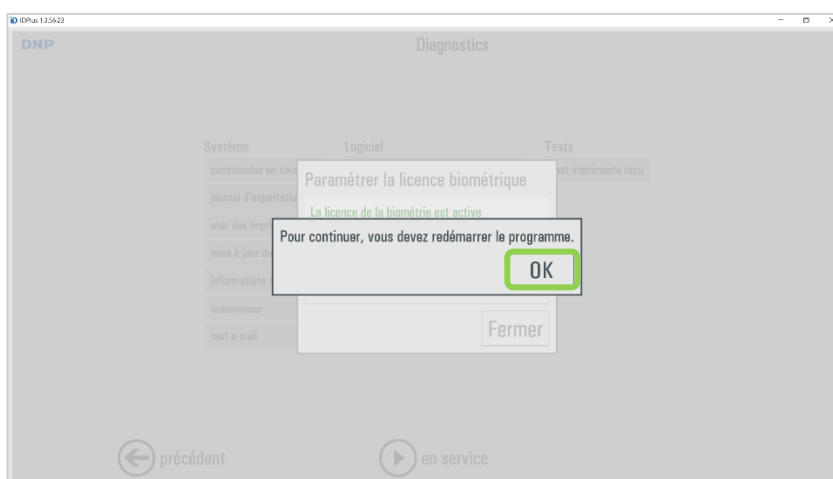 IDPlus 1.3.56.23
DNP
Diagnostics
Système
Logiciel
Tests
commandes en cou
journal d'exportatio
état des impri
mise à jour du
informations
teamviewer
test e-mail
Paramétrer la licence biométrique
La licence de la biométrie est active
Pour continuer, vous devez redémarrer le programme.
OK
Fermer
est imprimante reçu
précédent
en service